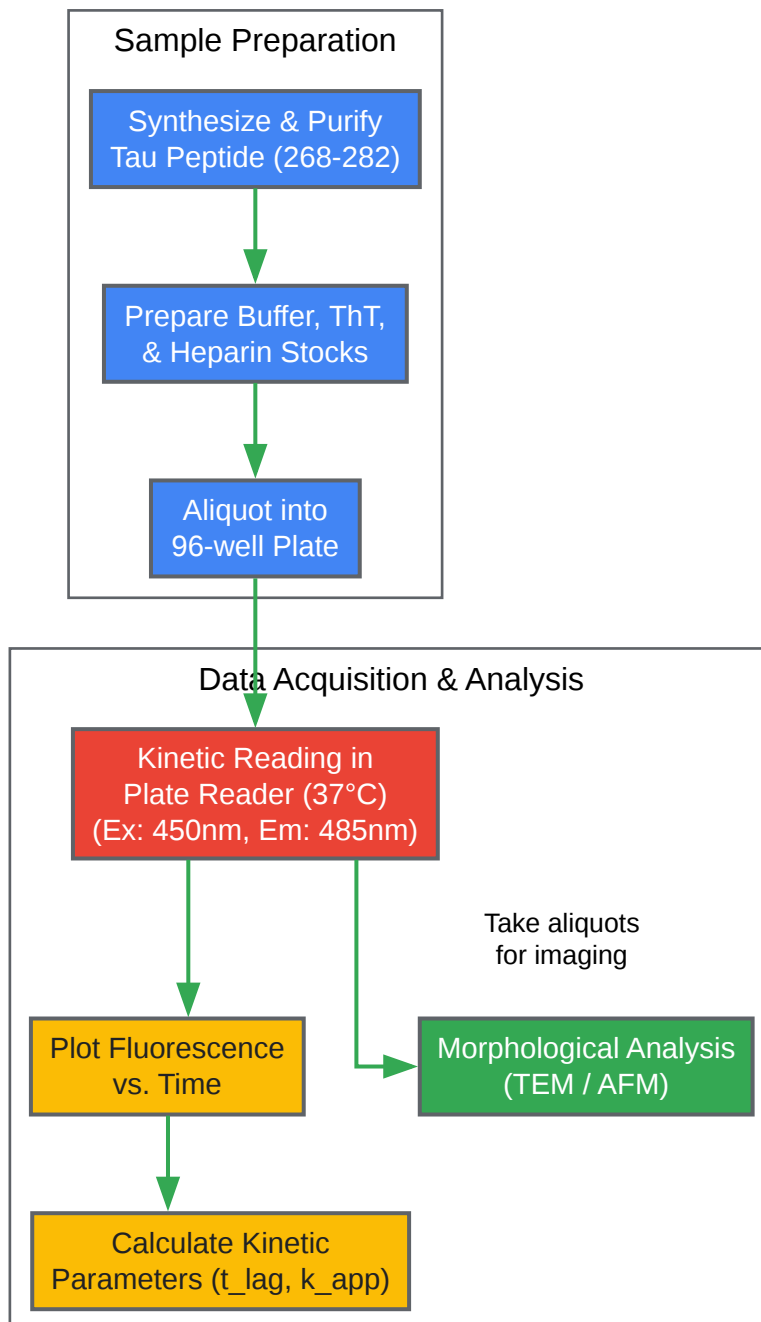 Sample Preparation
Synthesize & Purify
Tau Peptide (268-282)
Prepare Buffer, ThT,
& Heparin Stocks
Aliquot into
96-well Plate
Data Acquisition & Analysis
Kinetic Reading in
Plate Reader (37°C)
(Ex: 450nm, Em: 485nm)
Take aliquots
for imaging
Plot Fluorescence
vs. Time
Morphological Analysis
(TEM / AFM)
Calculate Kinetic
Parameters (t_lag, k_app)